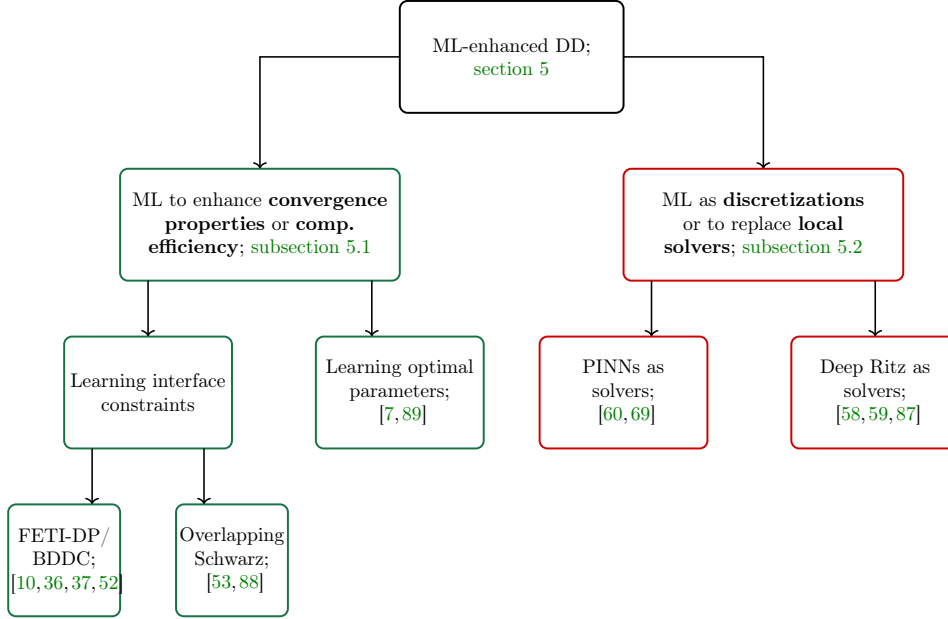 ML-enhanced DD;
section 5
ML to enhance convergence
properties or comp.
efficiency; subsection 5.1
ML as discretizations
or to replace local
solvers; subsection 5.2
Learning interface
constraints
Learning optimal
parameters;
[7, 89]
PINNs as
solvers;
[60, 69]
Deep Ritz as
solvers;
[58, 59, 87]
FETI-DP/
BDDC;
[10, 36, 37, 52]
Overlapping
Schwarz;
[53, 88]